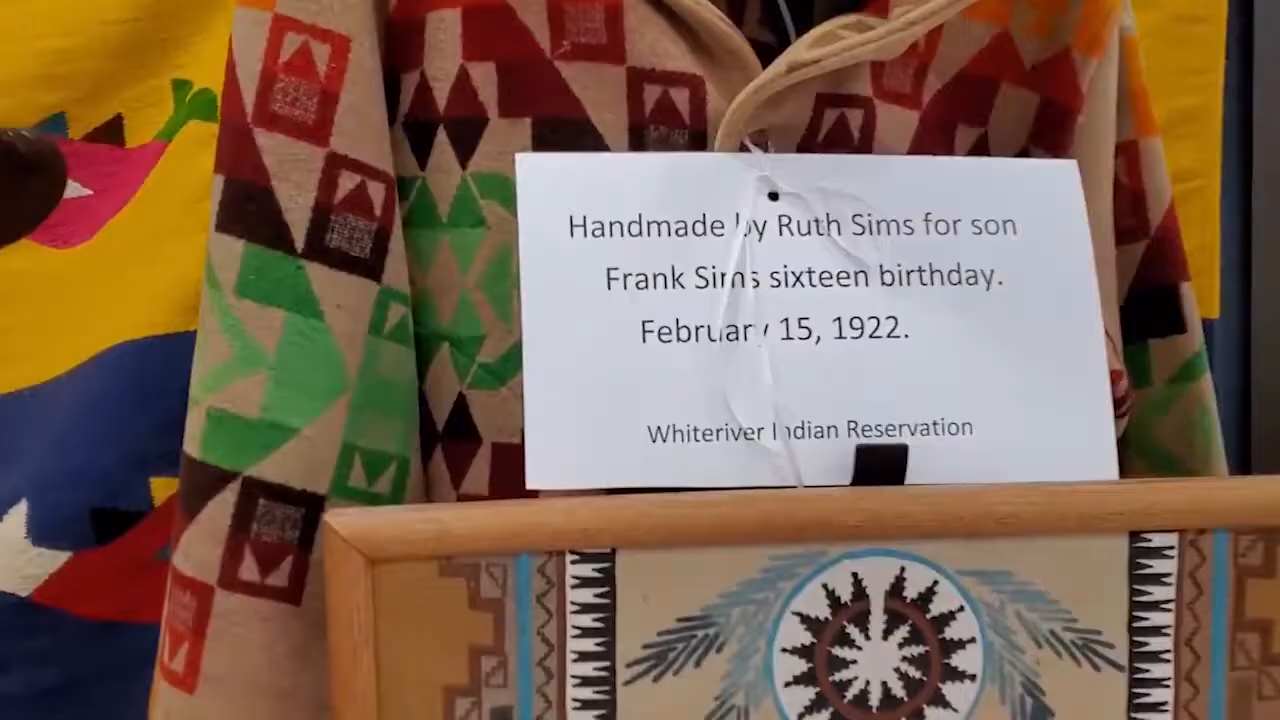 Handmade by Ruth Sims for son
Frank Sims sixteen birthday.
February 15, 1922.
Whiteriver Indian Reservation